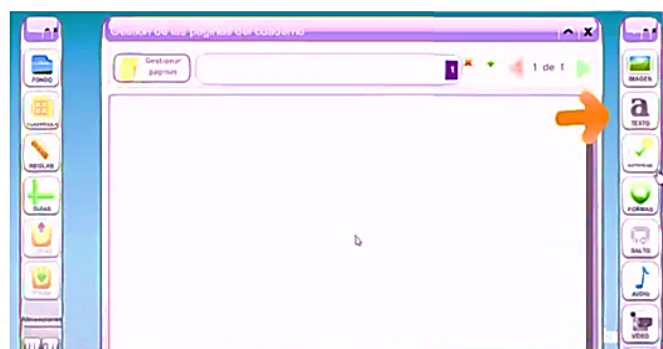 Gestión de las páginas del cuaderno
X
Gestionar
páginas
1
1 de 1
FONDO
REGLAS
GUÍAS
IMAGEN
a
TEXTO
FORMAS
SALTO
AUDIO
VÍDEO